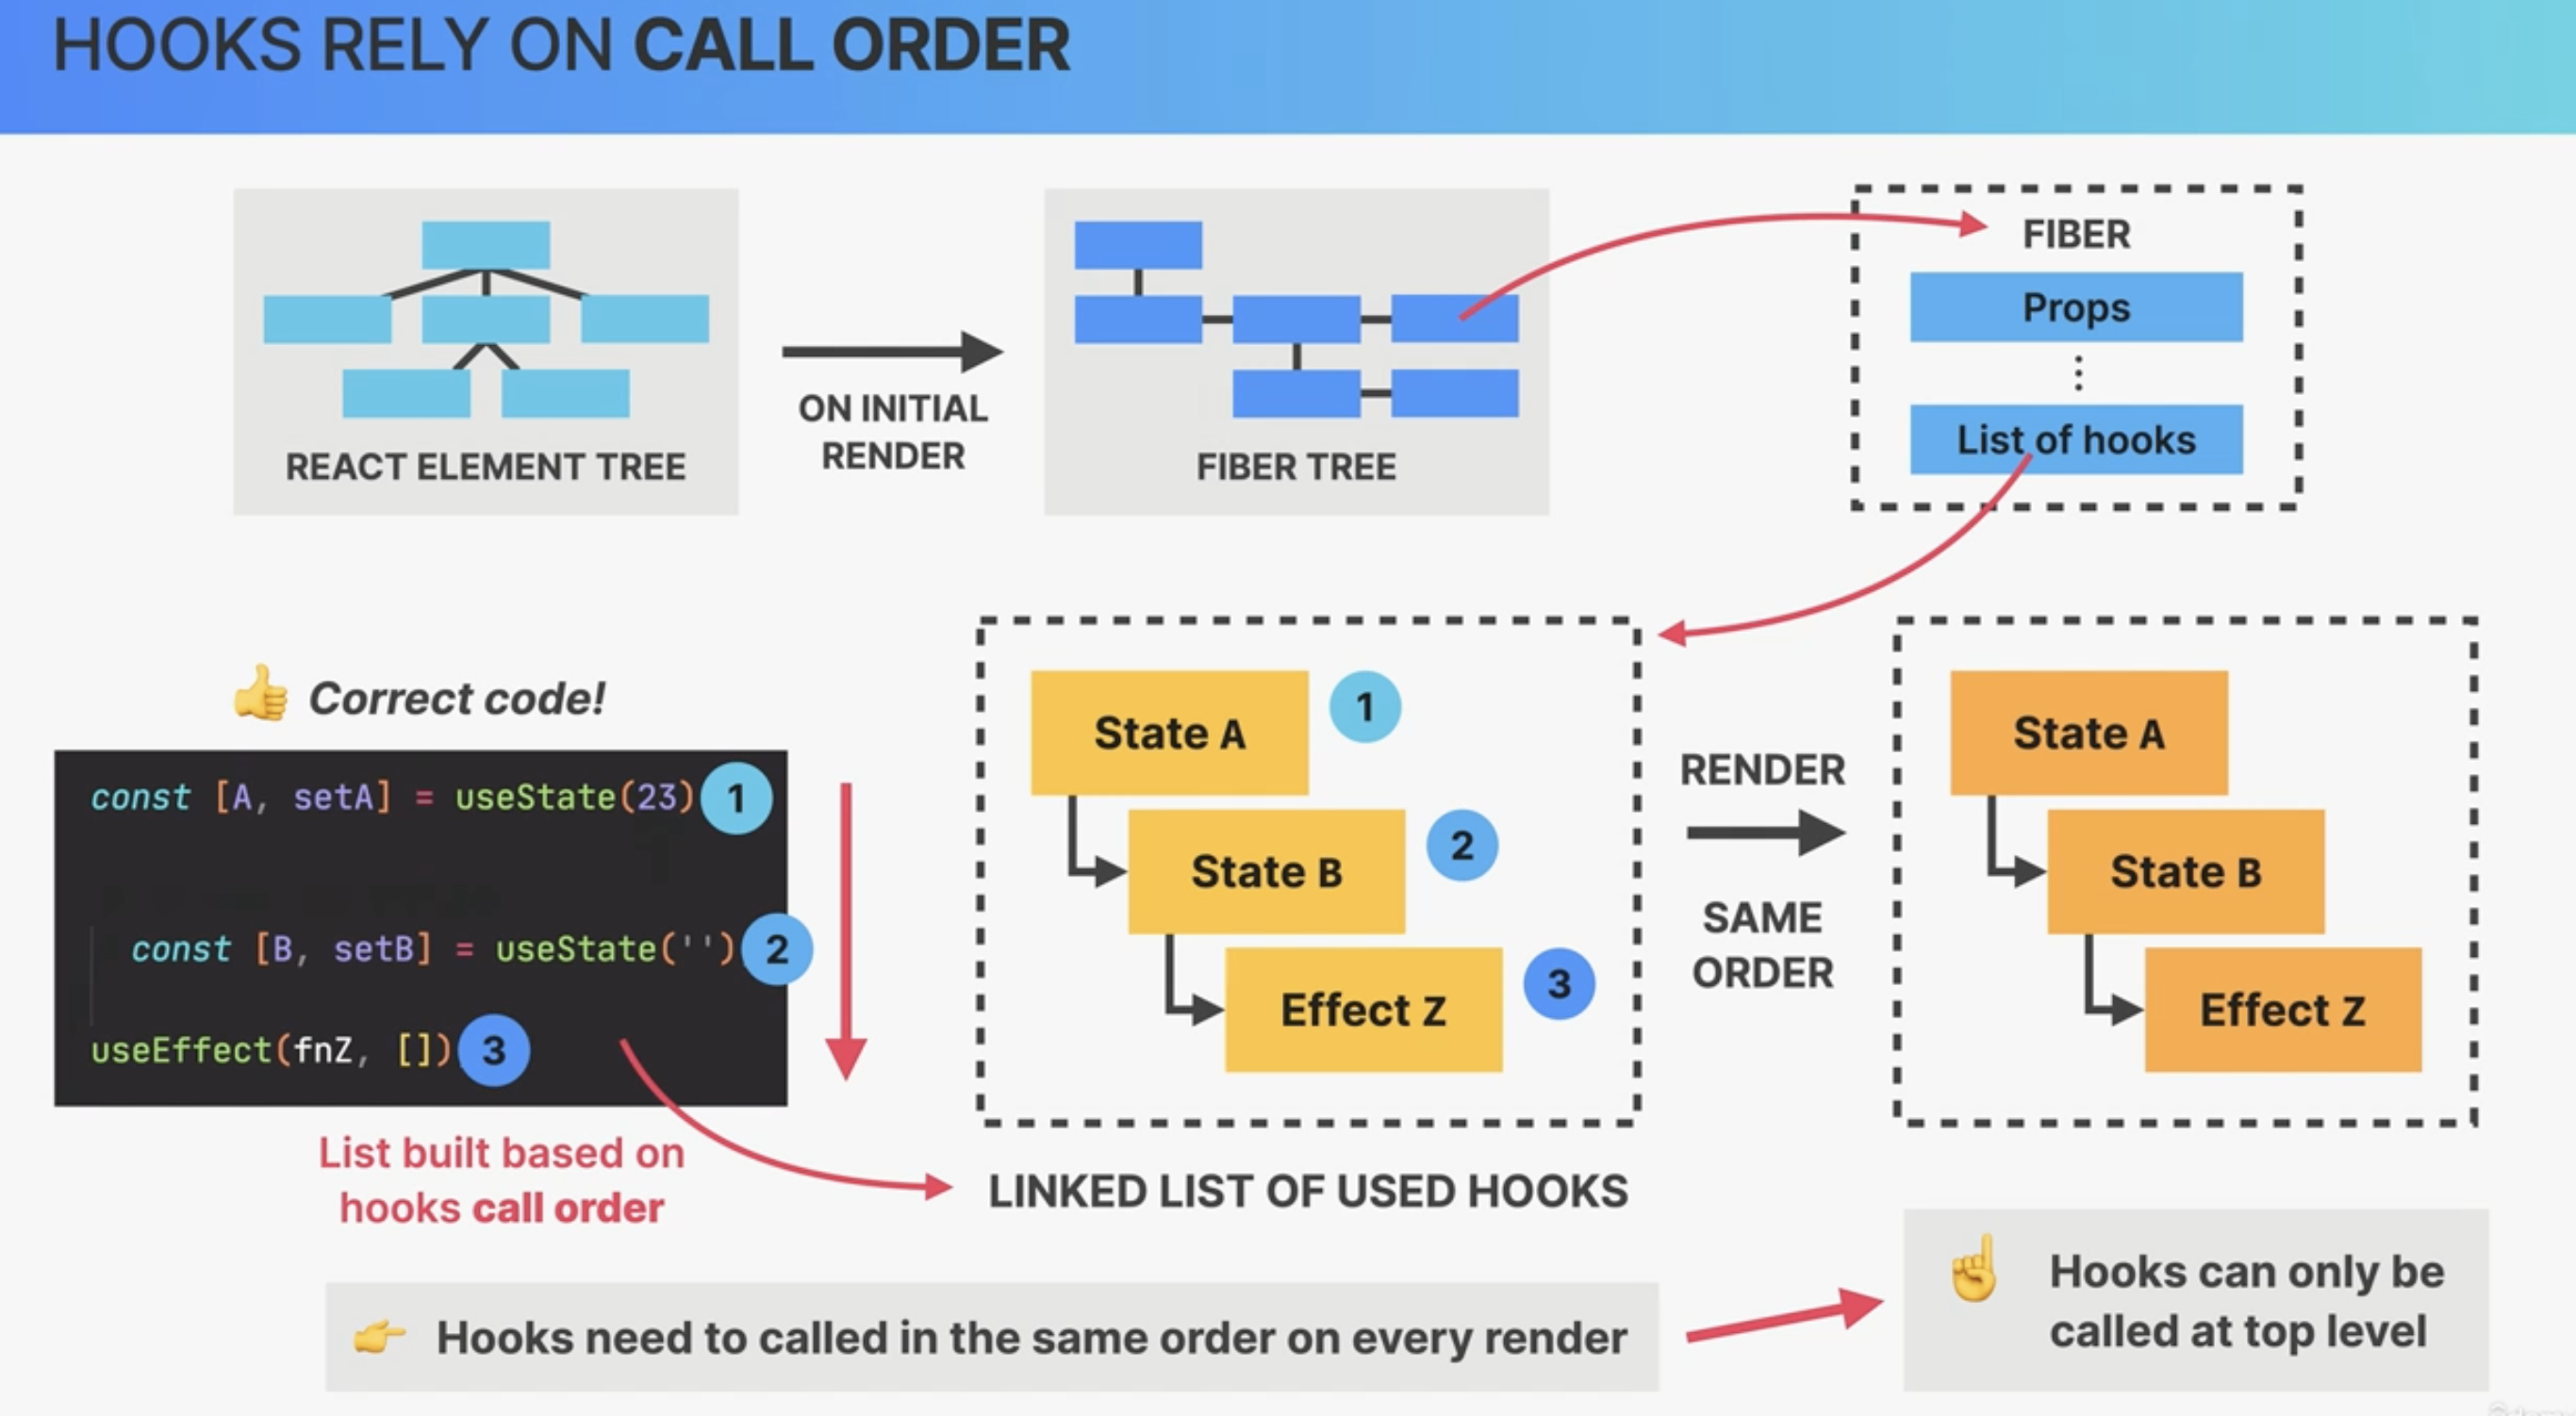 HOOKS RELY ON CALL ORDER
REACT ELEMENT TREE
ON INITIAL
RENDER
FIBER TREE
FIBER
Props
List of hooks
👍 Correct code!
const [A, setA] = useState(23) 1
const [B, setB] = useState('') 2
useEffect(fnZ, []) 3
List built based on
hooks call order
State A 1
State B 2
Effect Z 3
LINKED LIST OF USED HOOKS
RENDER
SAME
ORDER
State A
State B
Effect Z
👉 Hooks need to called in the same order on every render
☝️ Hooks can only be
called at top level